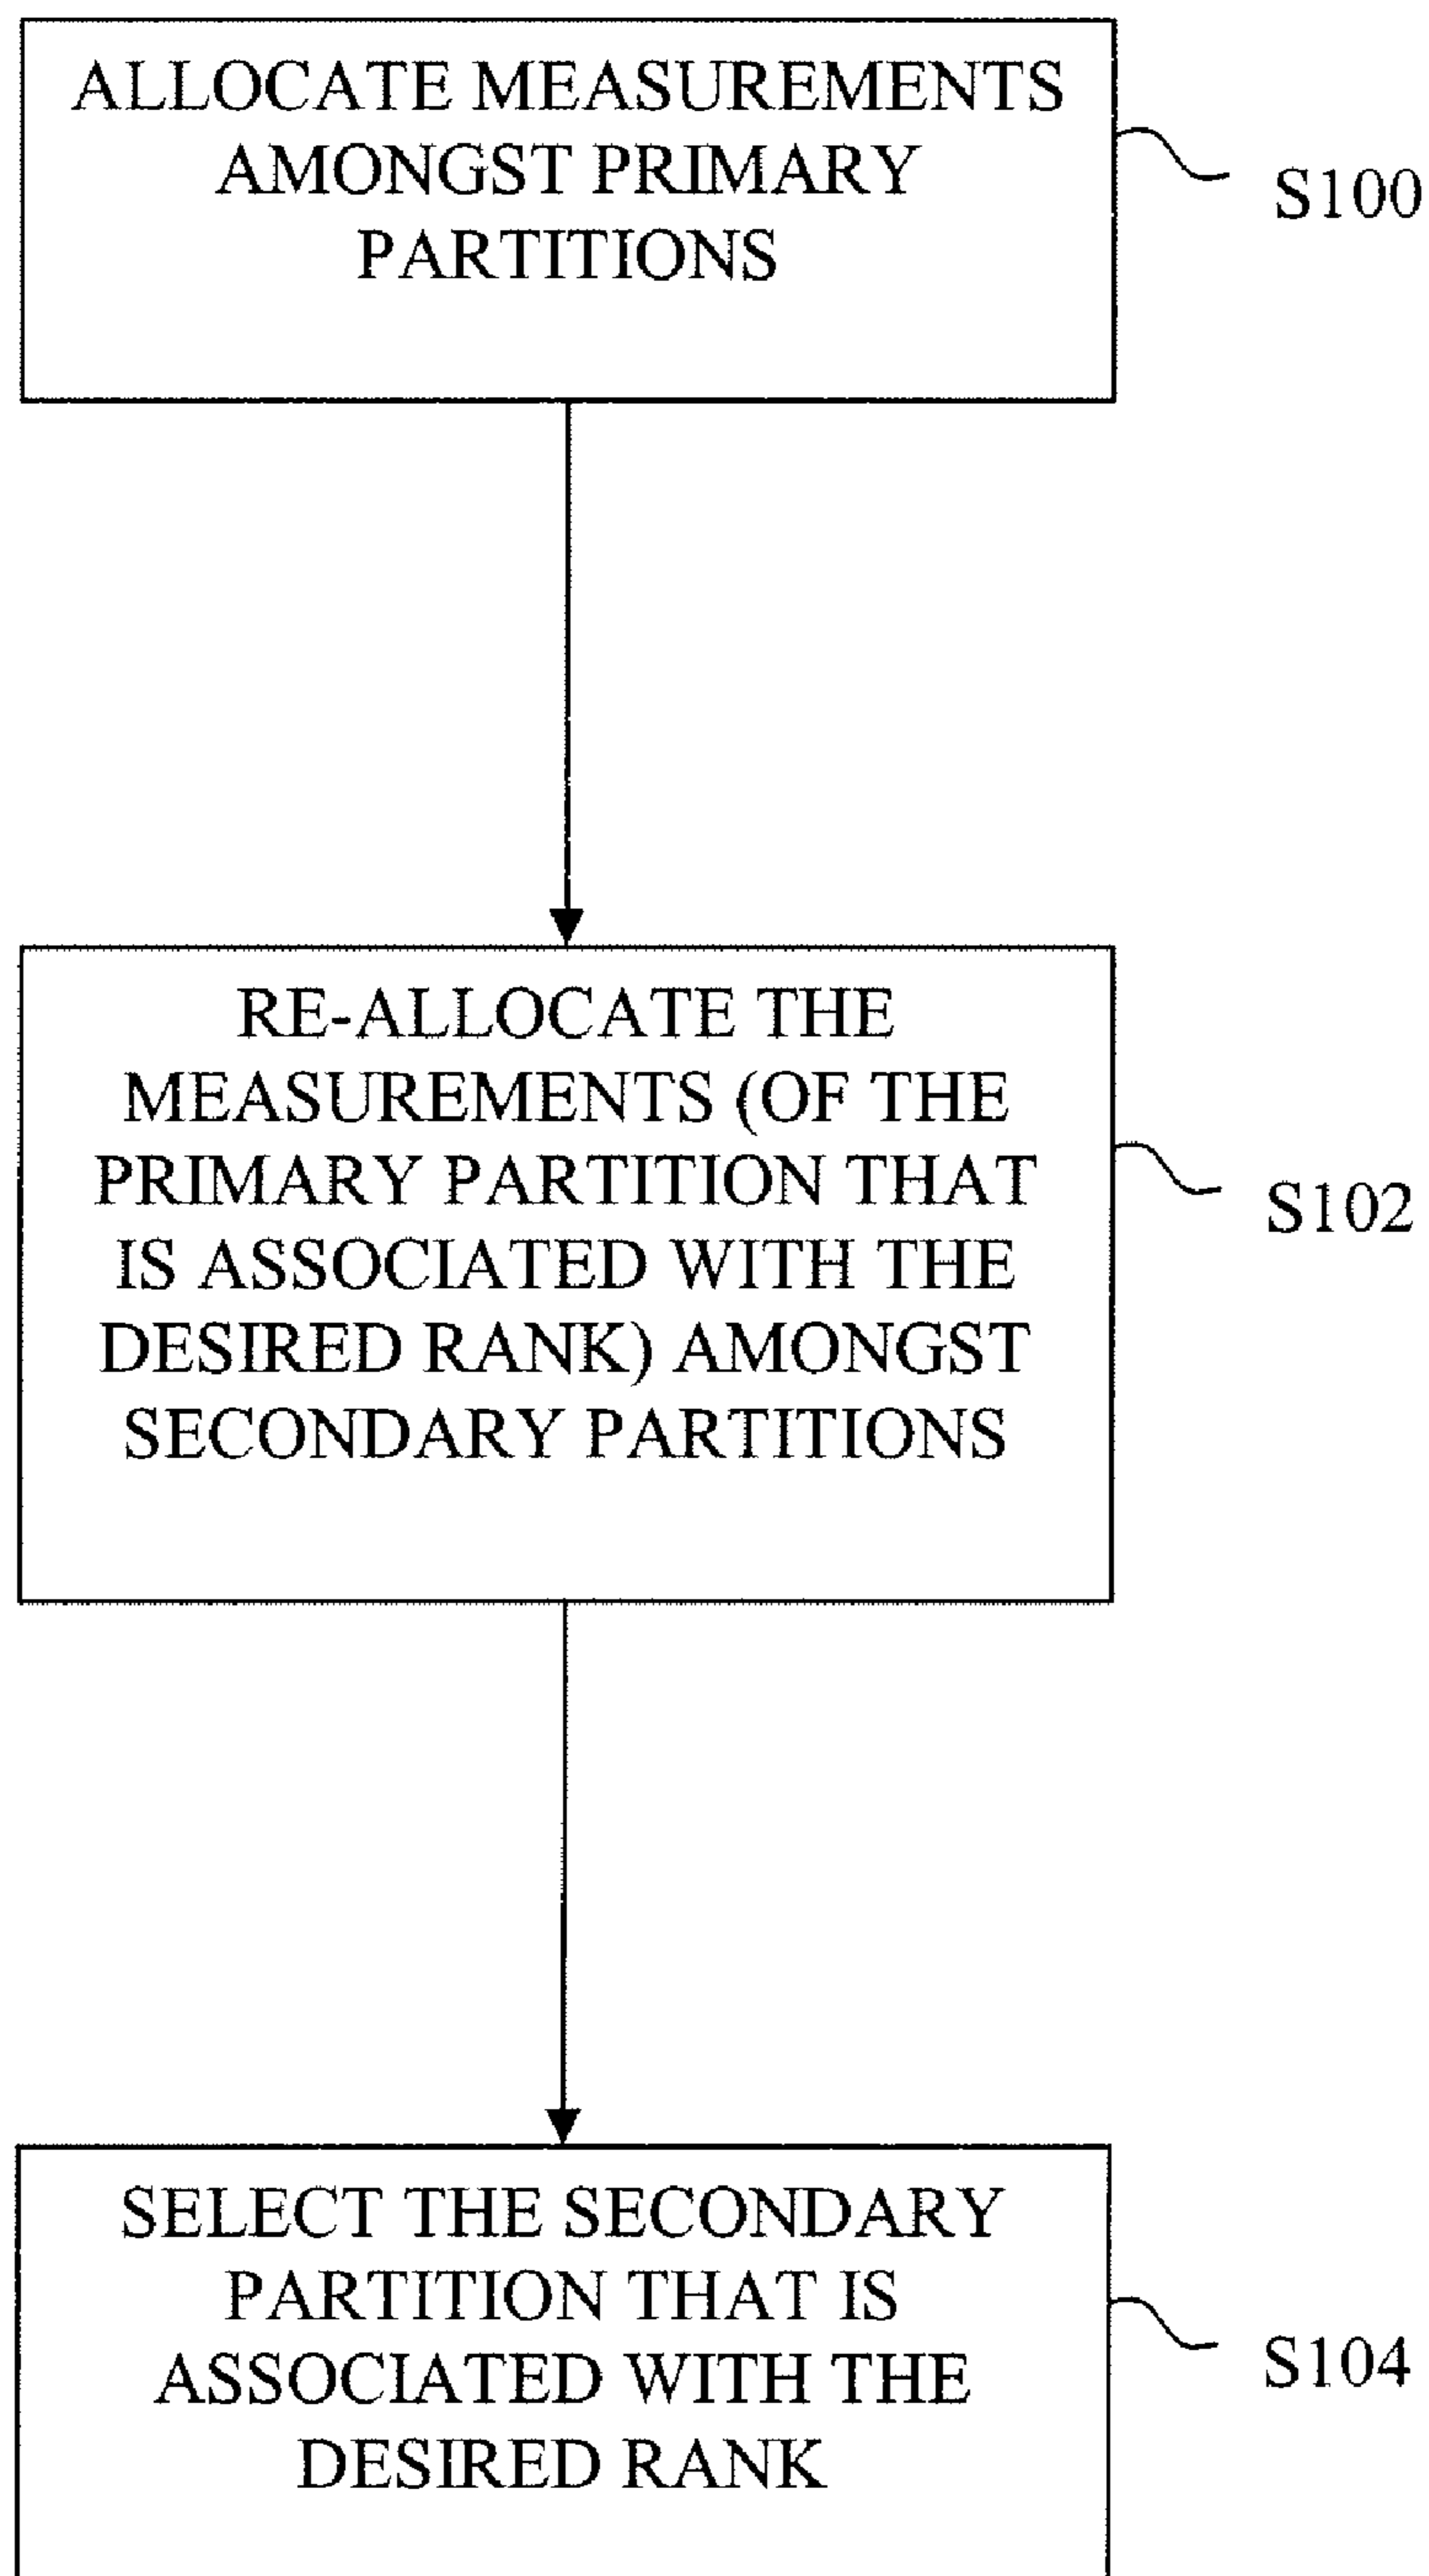 ALLOCATE MEASUREMENTS
AMONGST PRIMARY
PARTITIONS
S100
RE-ALLOCATE THE
MEASUREMENTS (OF THE
PRIMARY PARTITION THAT
IS ASSOCIATED WITH THE
DESIRED RANK) AMONGST
SECONDARY PARTITIONS
S102
SELECT THE SECONDARY
PARTITION THAT IS
ASSOCIATED WITH THE
DESIRED RANK
S104